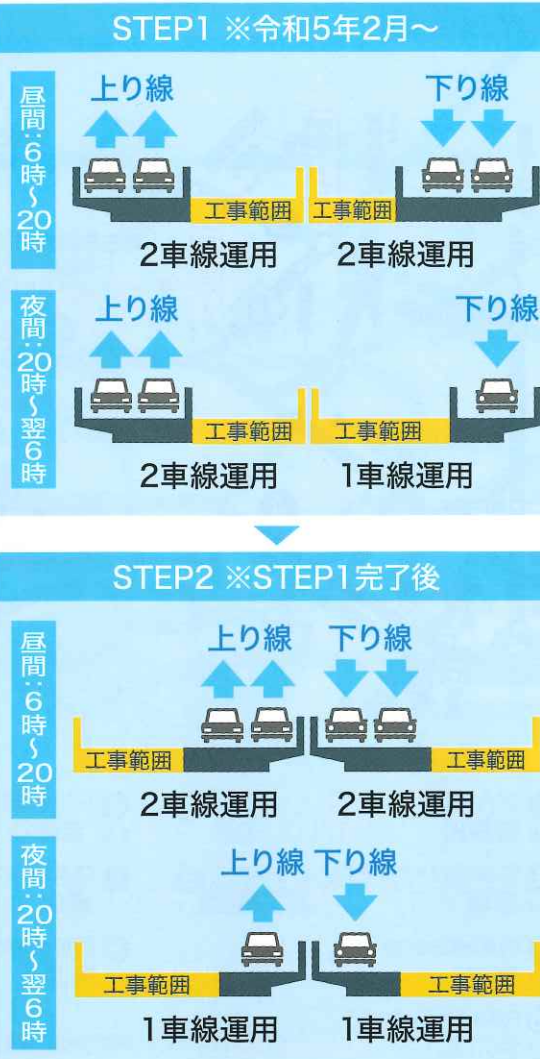 STEP1 ※令和5年2月〜
昼間：6時〜20時
上り線
下り線
工事範囲
工事範囲
2車線運用
2車線運用
夜間：20時〜翌6時
上り線
下り線
工事範囲
工事範囲
2車線運用
1車線運用
STEP2 ※STEP1完了後
昼間：6時〜20時
上り線
下り線
工事範囲
工事範囲
2車線運用
2車線運用
夜間：20時〜翌6時
上り線
下り線
工事範囲
工事範囲
1車線運用
1車線運用